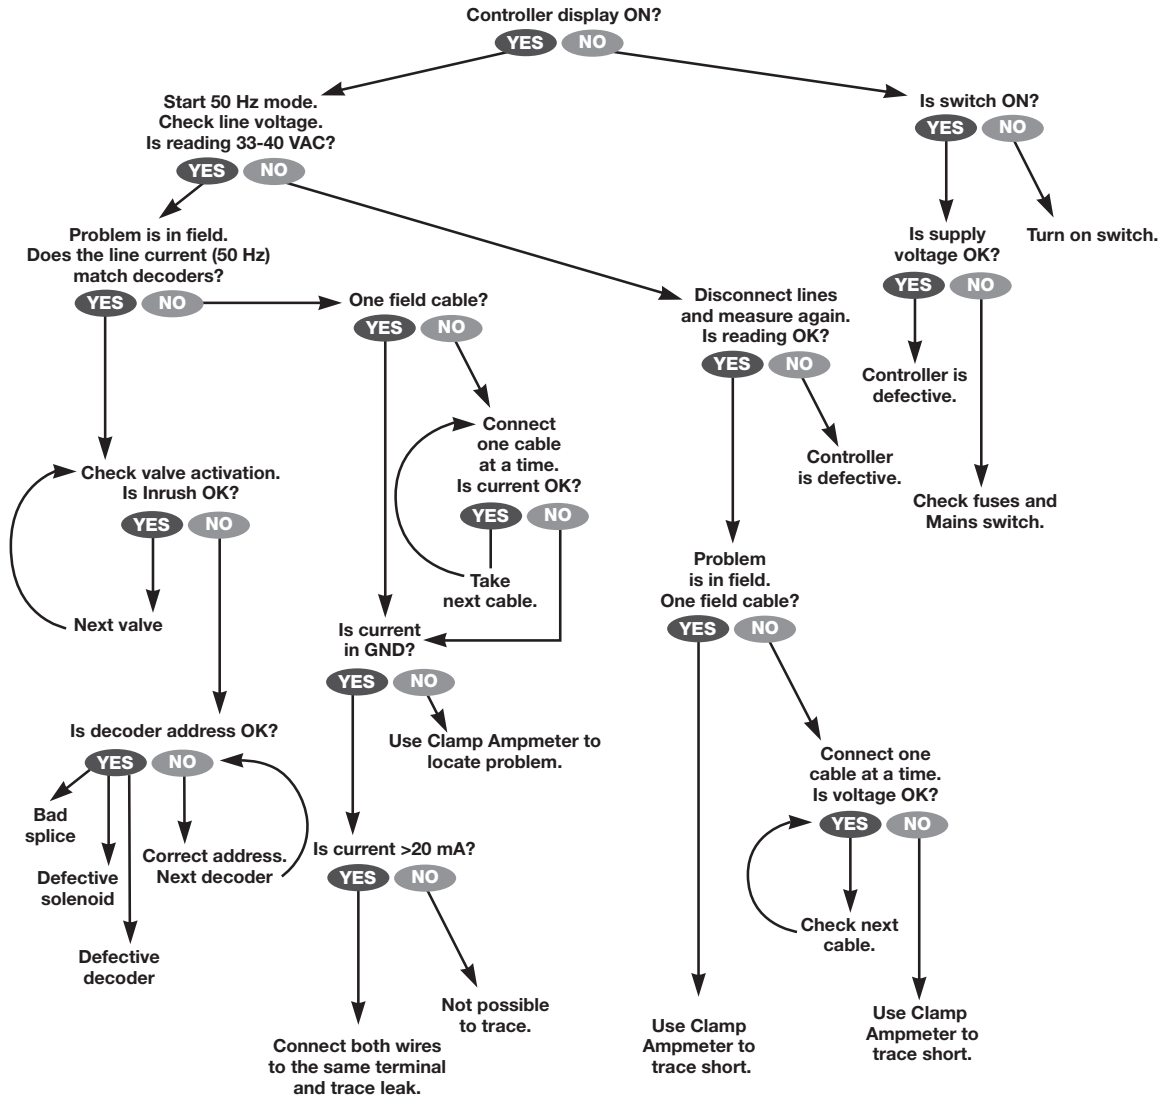 Controller display ON?
YES NO
Start 50 Hz mode.
Check line voltage.
Is reading 33-40 VAC?
YES NO
Is switch ON?
YES NO
Problem is in field.
Does the line current (50 Hz)
match decoders?
YES NO
Is supply
voltage OK?
YES NO
Turn on switch.
One field cable?
YES NO
Disconnect lines
and measure again.
Is reading OK?
YES NO
Controller is
defective.
Connect
one cable
at a time.
Is current OK?
YES NO
Controller
is defective.
Check valve activation.
Is Inrush OK?
YES NO
Check fuses and
Mains switch.
Take
next cable.
Problem
is in field.
One field cable?
YES NO
Next valve
Is current
in GND?
YES NO
Is decoder address OK?
YES NO
Use Clamp Ampmeter to
locate problem.
Connect one
cable at a time.
Is voltage OK?
YES NO
Bad
splice
Defective
solenoid
Correct address.
Next decoder
Is current >20 mA?
YES NO
Check next
cable.
Defective
decoder
Not possible
to trace.
Connect both wires
to the same terminal
and trace leak.
Use Clamp
Ampmeter to
trace short.
Use Clamp
Ampmeter to
trace short.